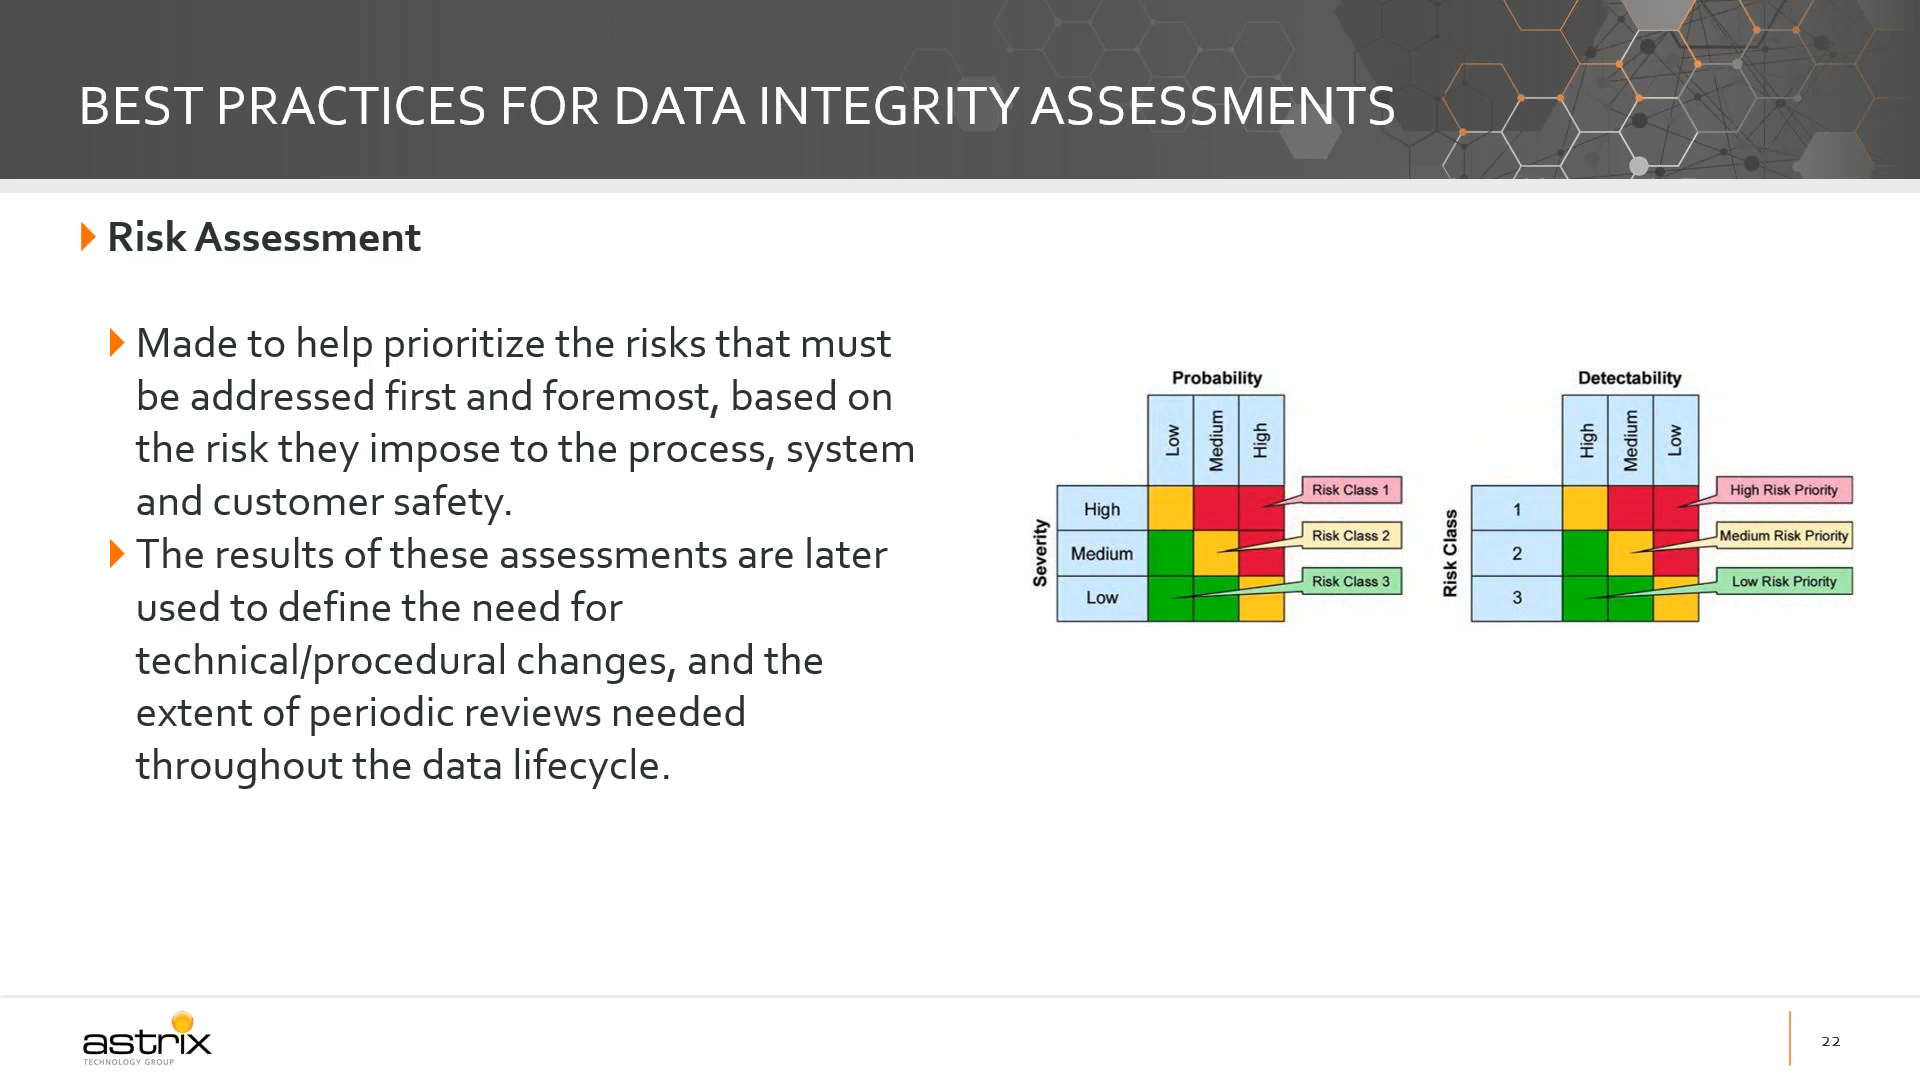 BEST PRACTICES FOR DATA INTEGRITY ASSESSMENTS
Risk Assessment
Made to help prioritize the risks that must
be addressed first and foremost, based on
the risk they impose to the process, system
and customer safety.
The results of these assessments are later
used to define the need for
technical/procedural changes, and the
extent of periodic reviews needed
throughout the data lifecycle.
Probability
Low
Medium
High
Severity
High
Medium
Low
Risk Class 1
Risk Class 2
Risk Class 3
Detectability
High
Medium
Low
Risk Class
1
2
3
High Risk Priority
Medium Risk Priority
Low Risk Priority
astrix
TECHNOLOGY GROUP
22